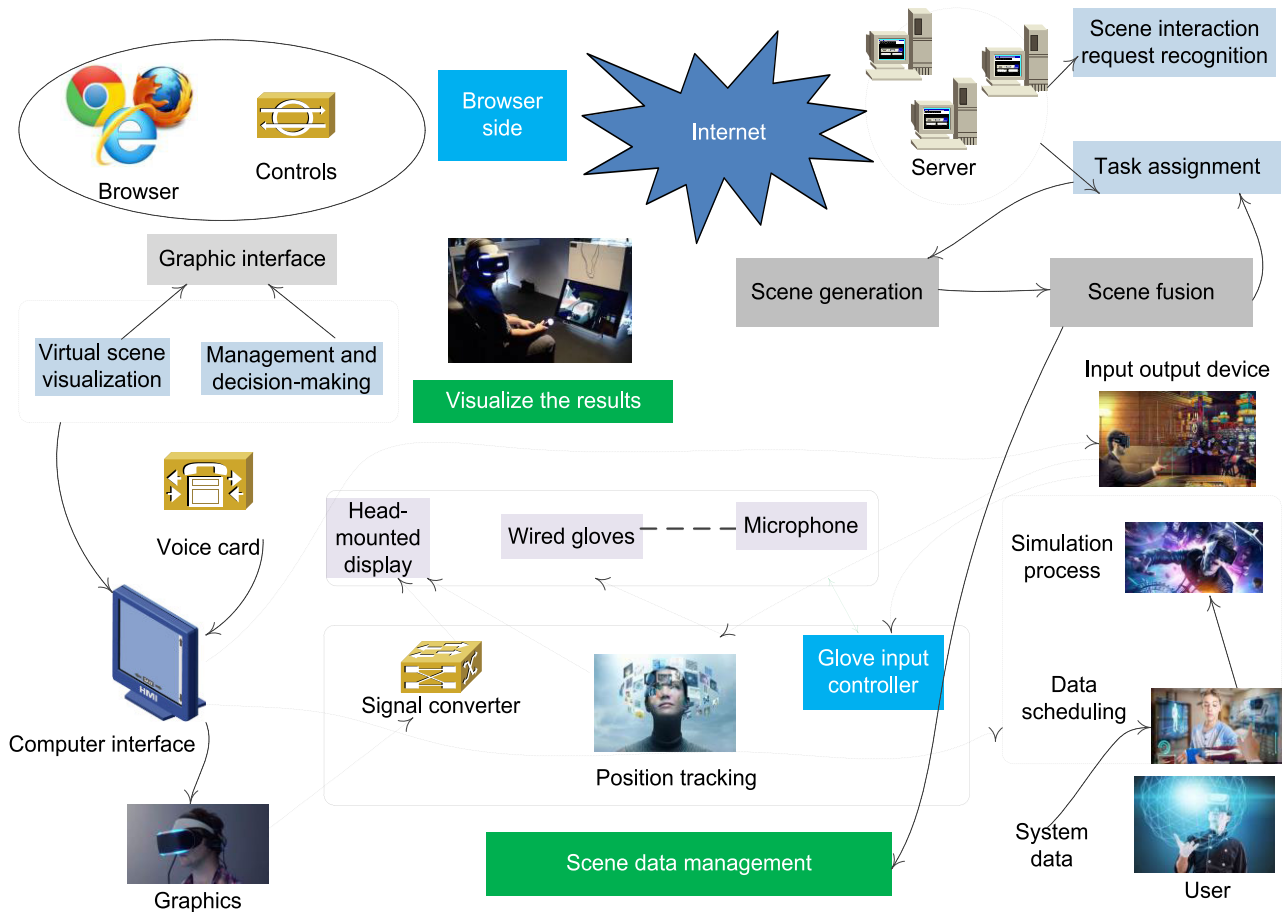 Scene interaction
request recognition
Browser
side
Internet
Browser
Controls
Server
Task assignment
Graphic interface
Scene generation
Scene fusion
Virtual scene
visualization
Management and
decision-making
Visualize the results
Input output device
Head-
mounted
display
Wired gloves
Microphone
Voice card
Simulation
process
HMI
Signal converter
Glove input
controller
Data
scheduling
Computer interface
Position tracking
System
data
Scene data management
Graphics
User